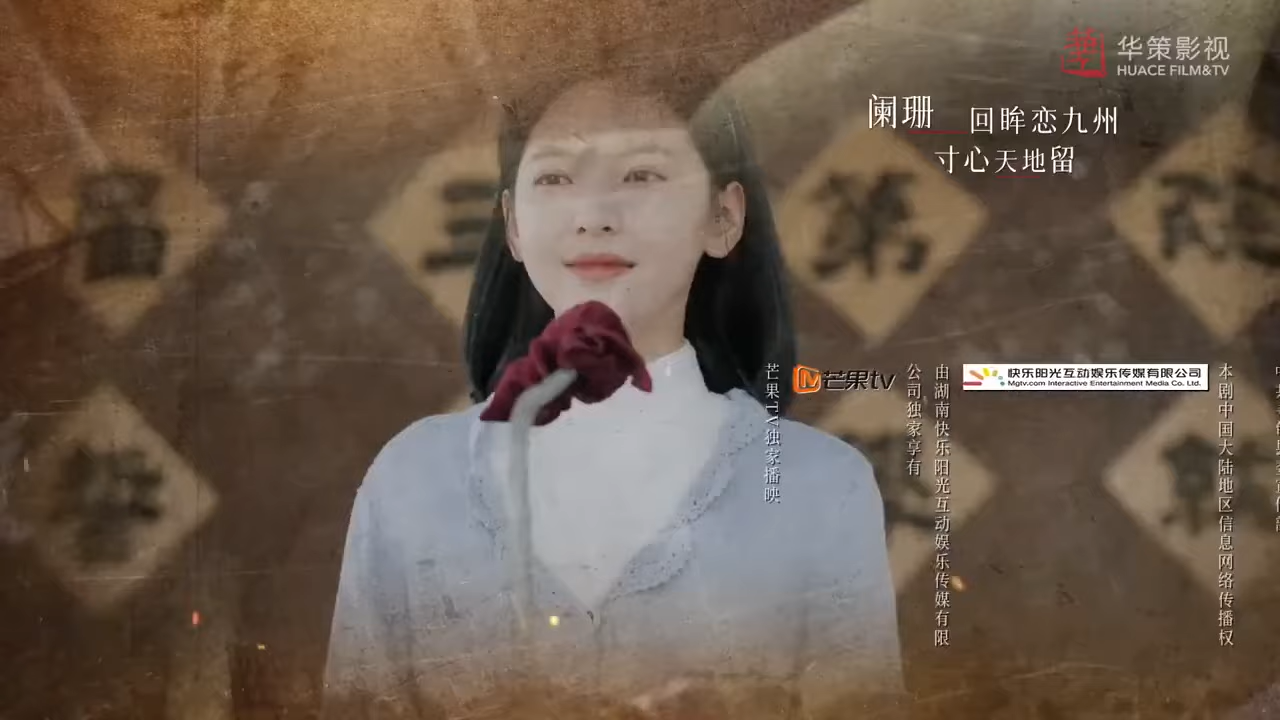 华策影视
HUACE FILM&TV
阑珊 回眸恋九州
寸心天地留
本剧中国大陆地区信息网络传播权
快乐阳光互动娱乐传媒有限公司
Mgtv.com Interactive Entertainment Media Co. Ltd.
由湖南快乐阳光互动娱乐传媒有限
公司独家享有
芒果tv
芒果TV独家播映
三
第